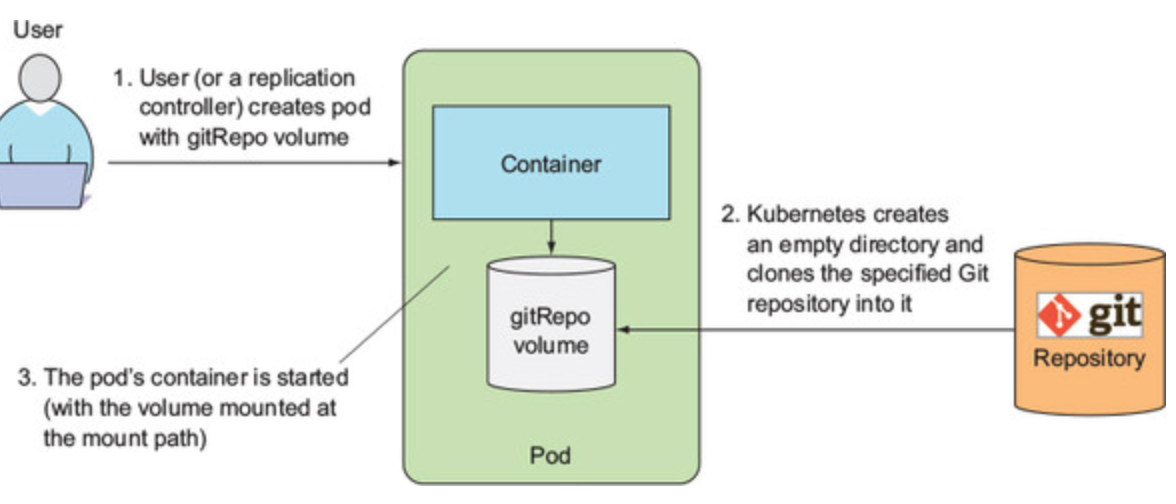 User
1. User (or a replication
controller) creates pod
with gitRepo volume
Container
2. Kubernetes creates
an empty directory and
clones the specified Git
repository into it
gitRepo
volume
git
Repository
3. The pod's container is started
(with the volume mounted at
the mount path)
Pod